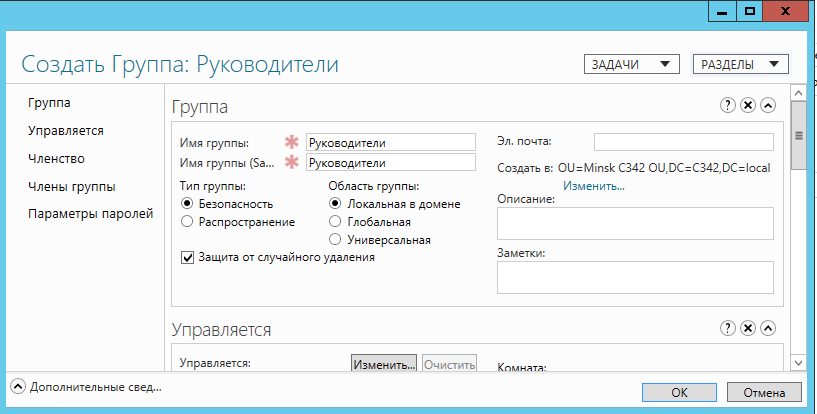 Создать Группа: Руководители
ЗАДАЧИ
РАЗДЕЛЫ
Группа
Управляется
Членство
Члены группы
Параметры паролей
Группа
Имя группы: Руководители
Имя группы (Sa... Руководители
Тип группы:
Безопасность
Распространение
Область группы:
Локальная в домене
Глобальная
Универсальная
Защита от случайного удаления
Эл. почта:
Создать в: OU=Minsk C342 OU,DC=C342,DC=local
Изменить...
Описание:
Заметки:
Управляется
Управляется: Изменить... Очистить
Комната:
Дополнительные свед...
ОК
Отмена